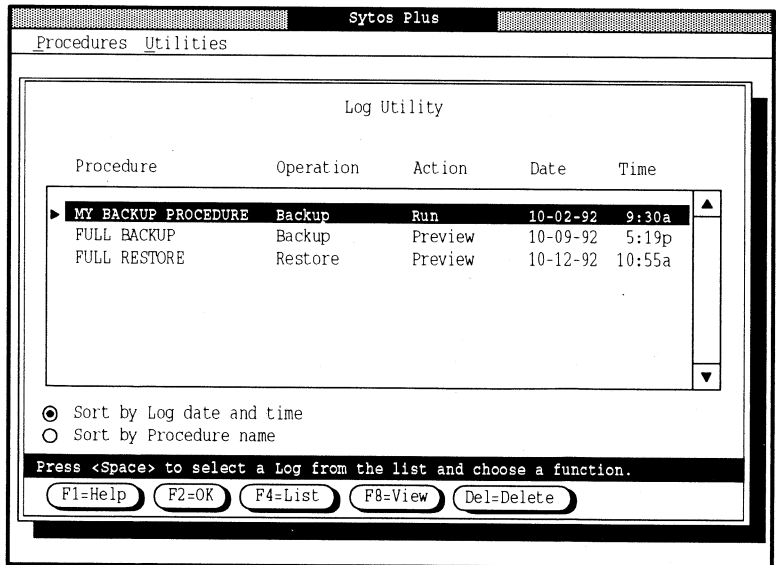 Sytos Plus
Procedures Utilities
Log Utility
Procedure Operation Action Date Time
MY BACKUP PROCEDURE Backup Run 10-02-92 9:30a
FULL BACKUP Backup Preview 10-09-92 5:19p
FULL RESTORE Restore Preview 10-12-92 10:55a
Sort by Log date and time
Sort by Procedure name
Press <Space> to select a Log from the list and choose a function.
F1=Help F2=OK F4=List F8=View Del=Delete